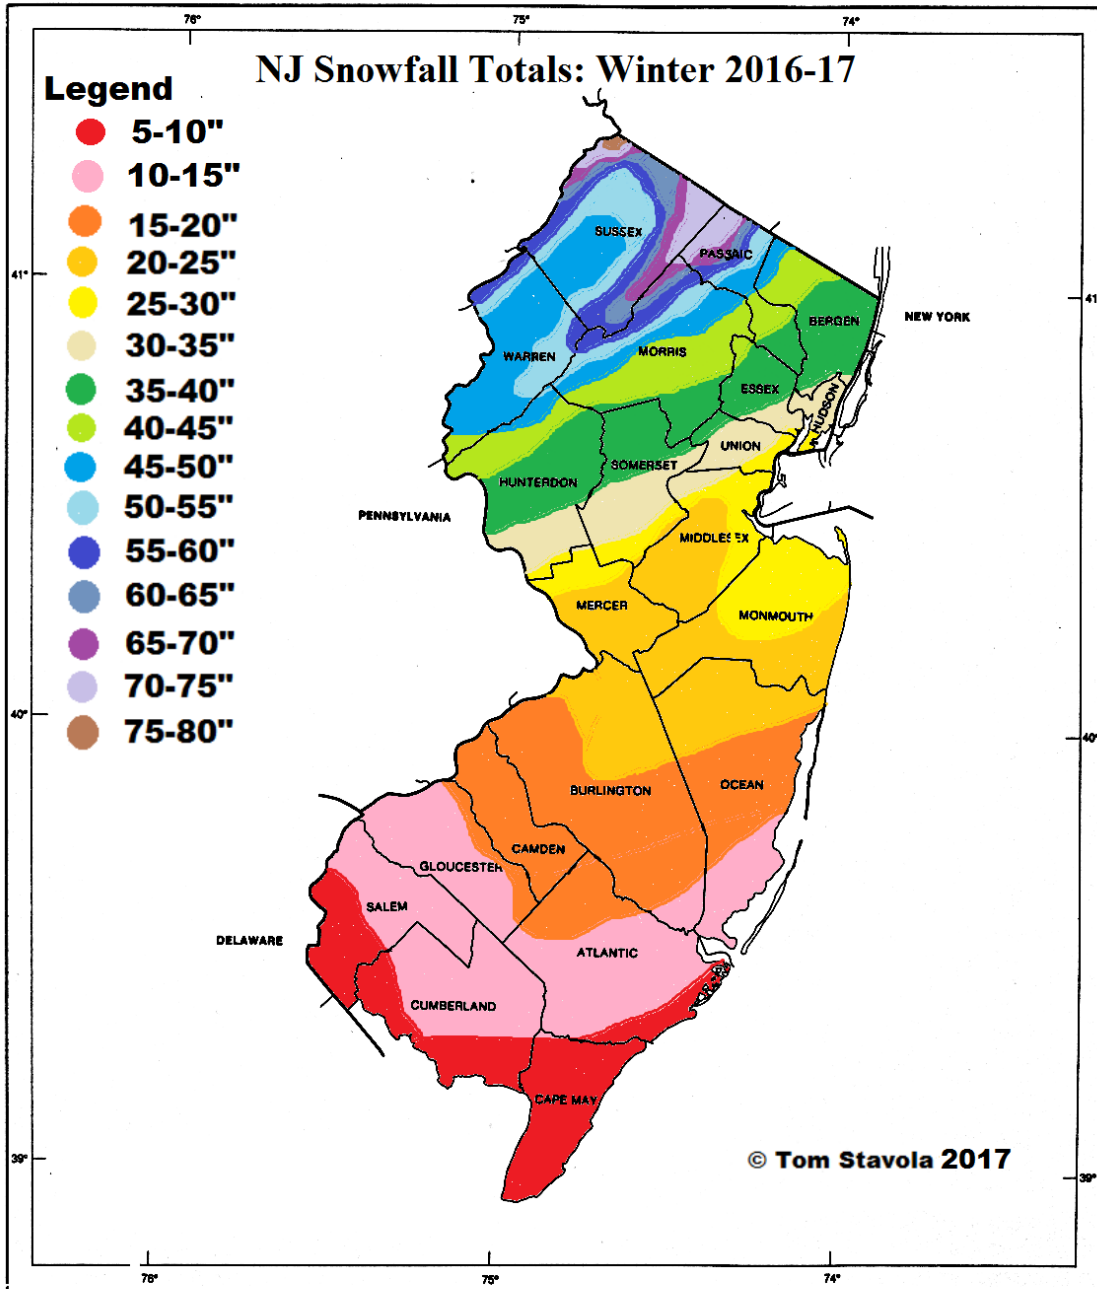 76°
75°
74°
NJ Snowfall Totals: Winter 2016-17
Legend
5-10"
10-15"
15-20"
20-25"
25-30"
30-35"
35-40"
40-45"
45-50"
50-55"
55-60"
60-65"
65-70"
70-75"
75-80"
41°
41
40°
40°
39°
39°
SUSSEX
PASSAIC
BERGEN
NEW YORK
WARREN
MORRIS
ESSEX
HUDSON
UNION
SOMERSET
HUNTERDON
PENNSYLVANIA
MIDDLESEX
MERCER
MONMOUTH
BURLINGTON
OCEAN
CAMDEN
GLOUCESTER
SALEM
DELAWARE
ATLANTIC
CUMBERLAND
CAPE MAY
© Tom Stavola 2017
76°
75°
74°